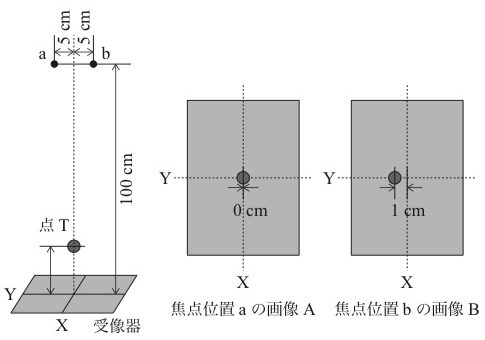 5 cm
5 cm
a
b
100 cm
点 T
Y
X
受像器
Y
0 cm
X
焦点位置 a の画像 A
Y
1 cm
X
焦点位置 b の画像 B